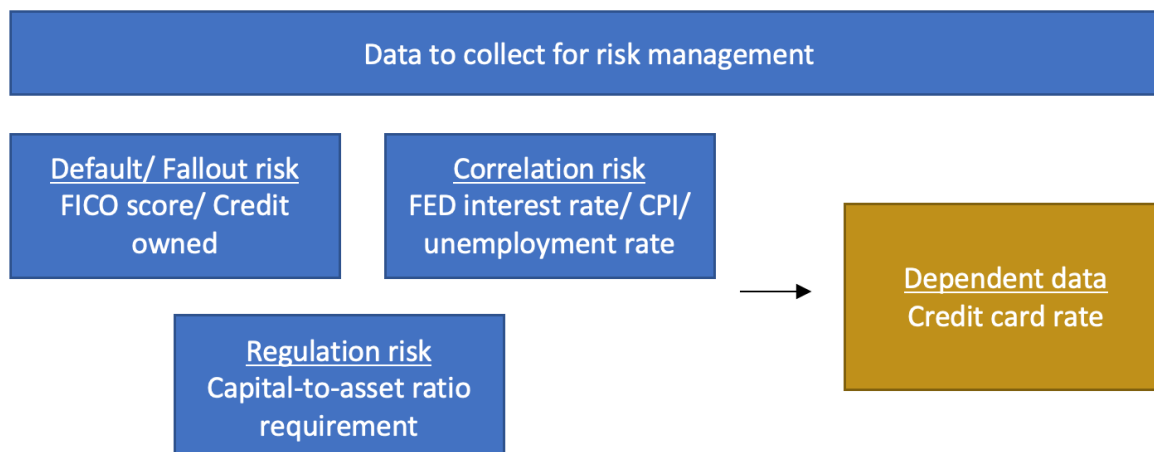 Data to collect for risk management
Default/ Fallout risk
FICO score/ Credit
owned
Correlation risk
FED interest rate/ CPI/
unemployment rate
Regulation risk
Capital-to-asset ratio
requirement
Dependent data
Credit card rate